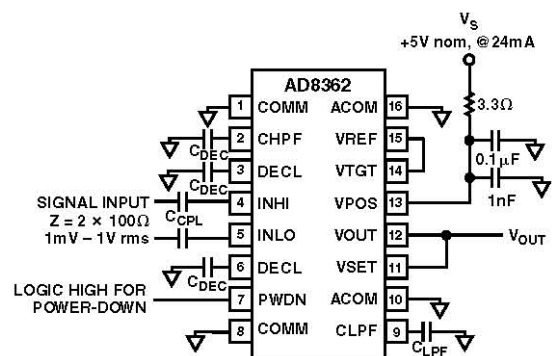 V_S
+5V nom, @24mA
AD8362
3.3Ω
1 COMM ACOM 16
2 CHPF VREF 15
C_DEC
0.1μF
3 DECL VTGT 14
C_DEC
SIGNAL INPUT
4 INHI VPOS 13
1nF
Z = 2 × 100Ω
C_CPL
1mV – 1V rms
5 INLO VOUT 12
V_OUT
6 DECL VSET 11
C_DEC
LOGIC HIGH FOR
POWER-DOWN
7 PWDN ACOM 10
8 COMM CLPF 9
C_LPF